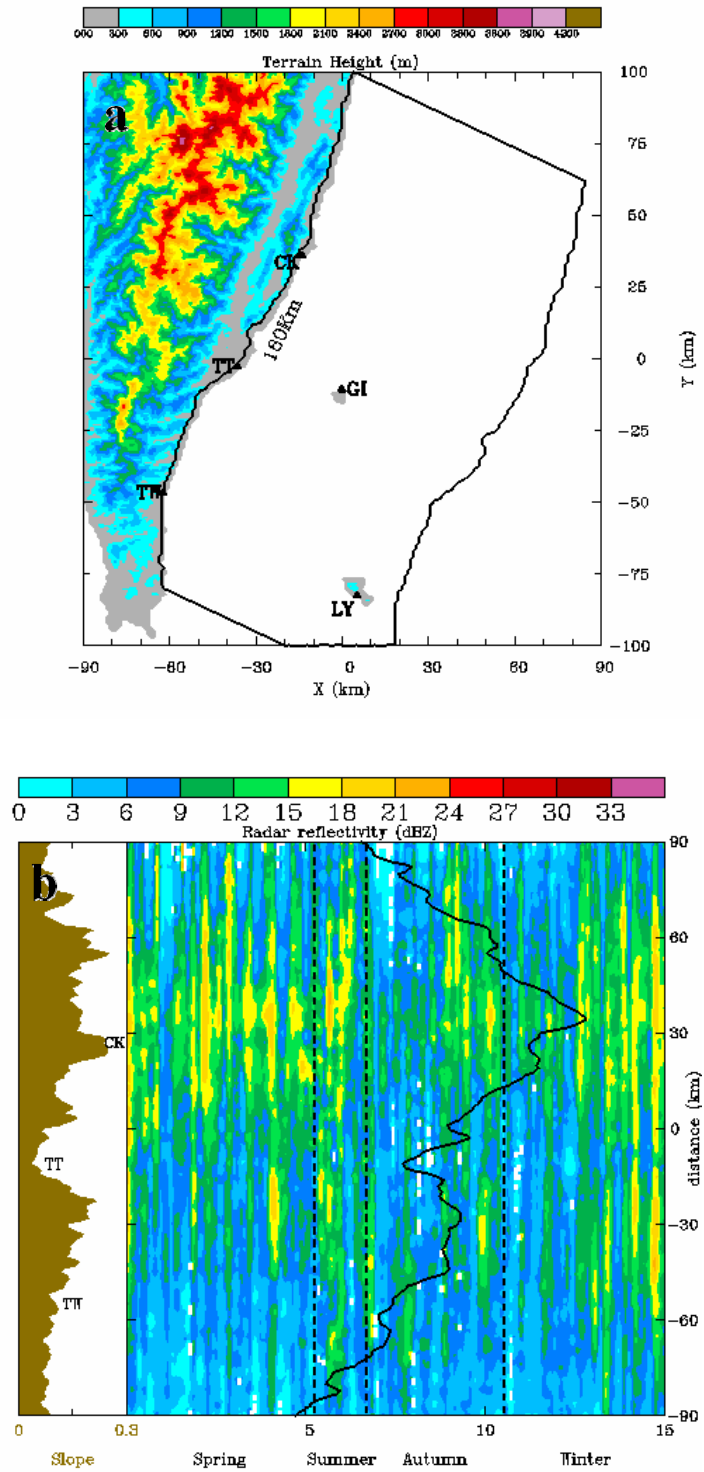 000 300 600 900 1200 1500 1800 2100 2400 2700 3000 3300 3600 3900 4200
Terrain Height (m)
a
100
75
50
25
0
−25
−50
−75
−100
Y (km)
CK
180Km
TT
GI
TW
LY
−90 −60 −30 0 30 60 90
X (km)
0 3 6 9 12 15 18 21 24 27 30 33
Radar reflectivity (dBZ)
b
90
60
30
0
−30
−60
−90
distance (km)
CK
TT
TW
0 0.3 5 10 15
Slope Spring Summer Autumn Winter